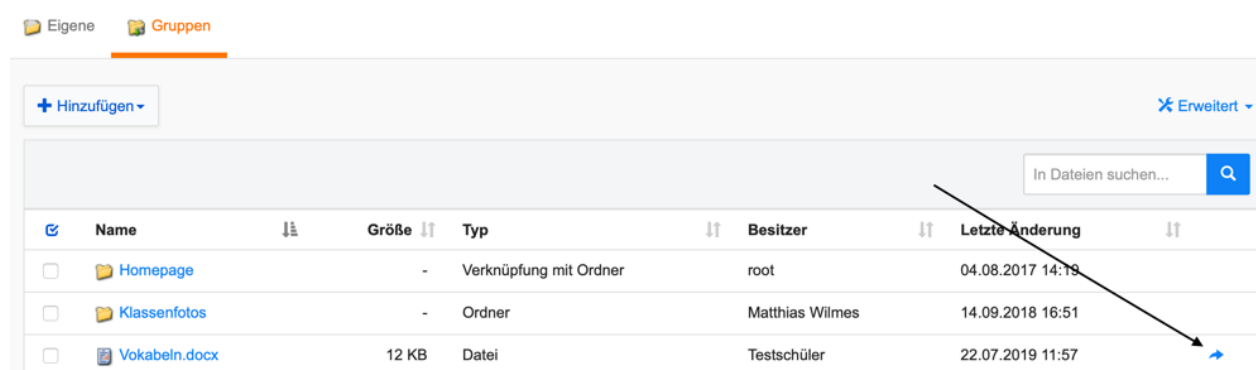 Eigene Gruppen
Hinzufügen Erweitert
In Dateien suchen...
Name Größe Typ Besitzer Letzte Änderung
Homepage - Verknüpfung mit Ordner root 04.08.2017 14:19
Klassenfotos - Ordner Matthias Wilmes 14.09.2018 16:51
Vokabeln.docx 12 KB Datei Testschüler 22.07.2019 11:57